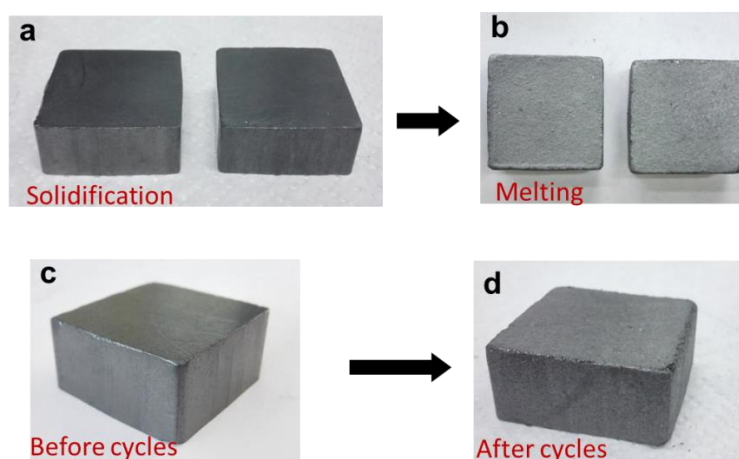 a
b
Solidification
Melting
c
d
Before cycles
After cycles